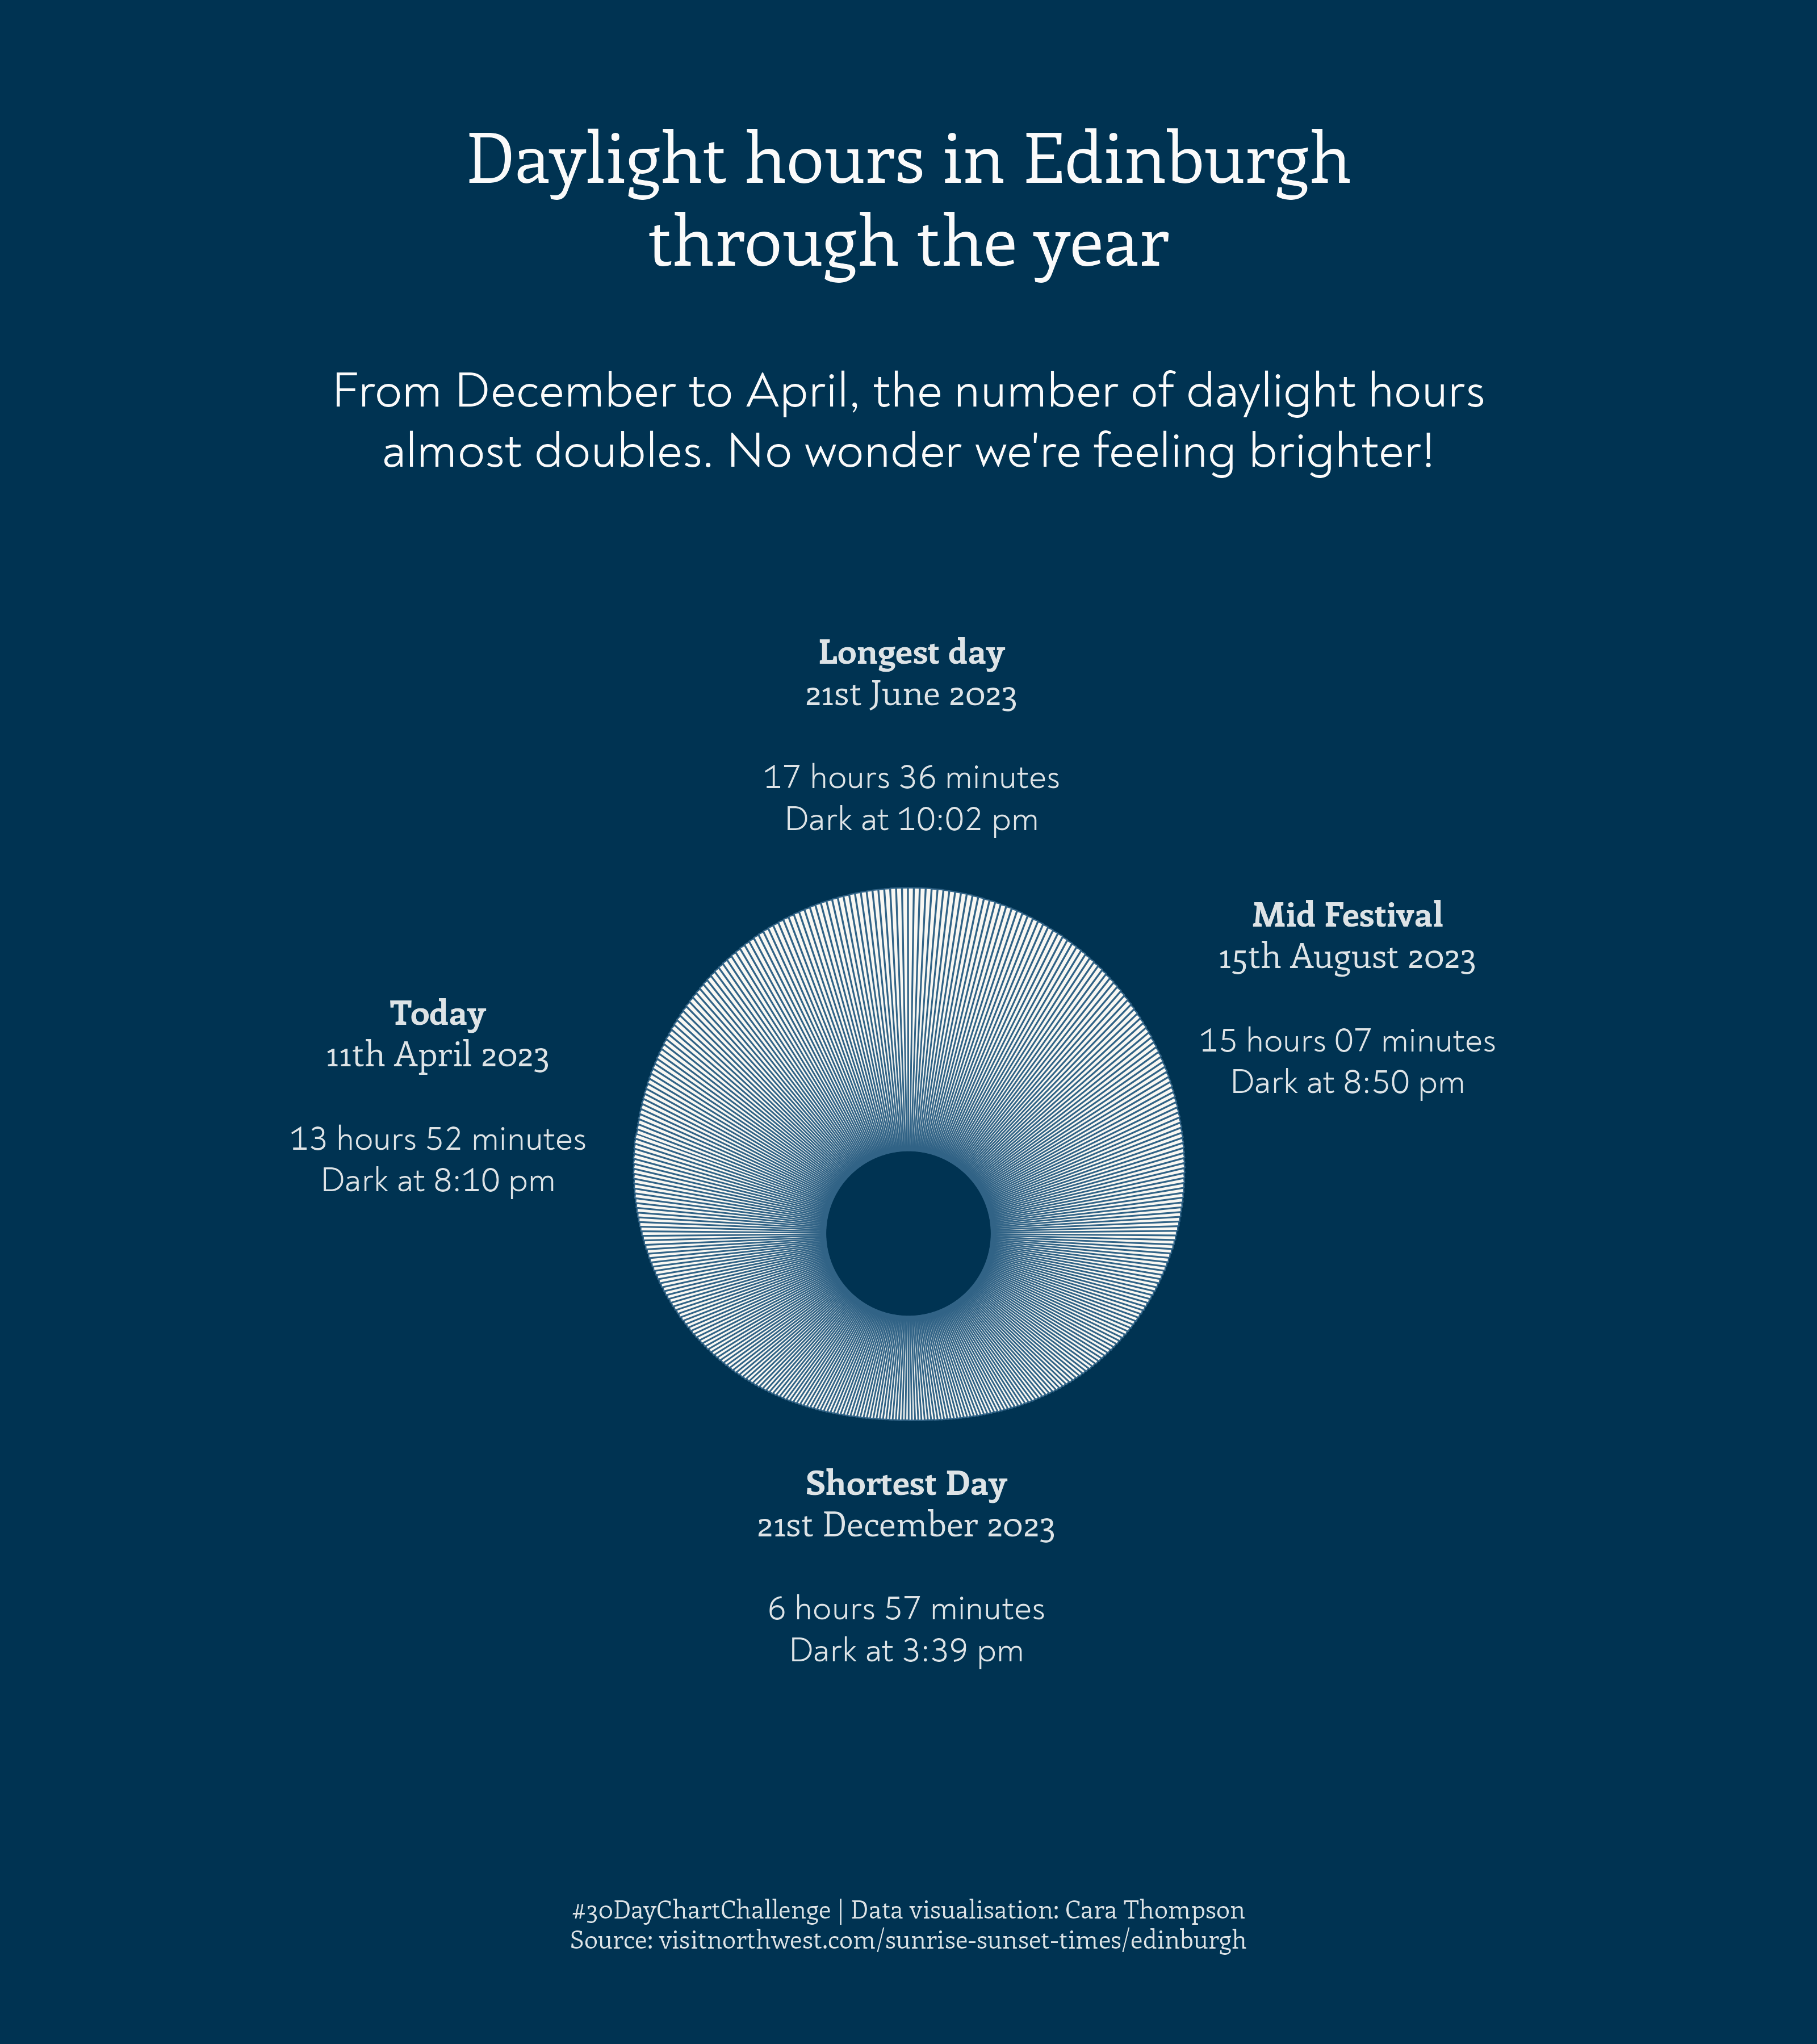 Daylight hours in Edinburgh
through the year
From December to April, the number of daylight hours
almost doubles. No wonder we're feeling brighter!
Longest day
21st June 2023
17 hours 36 minutes
Dark at 10:02 pm
Mid Festival
15th August 2023
15 hours 07 minutes
Dark at 8:50 pm
Today
11th April 2023
13 hours 52 minutes
Dark at 8:10 pm
Shortest Day
21st December 2023
6 hours 57 minutes
Dark at 3:39 pm
#30DayChartChallenge | Data visualisation: Cara Thompson
Source: visitnorthwest.com/sunrise-sunset-times/edinburgh